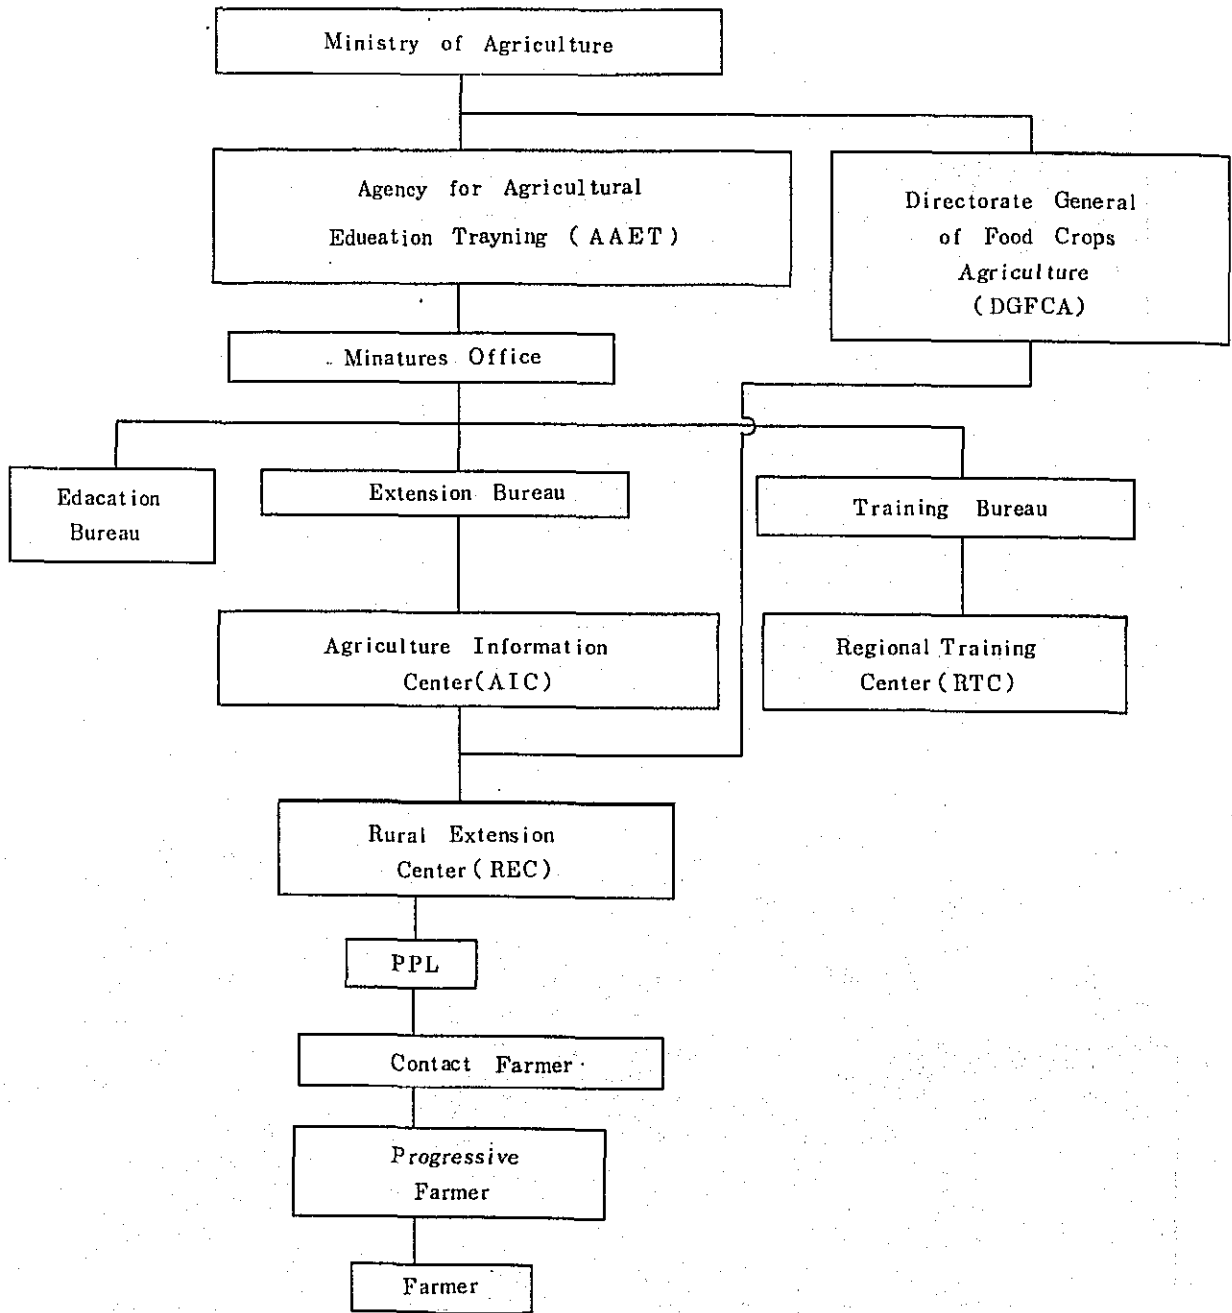 Ministry of Agriculture
Agency for Agricultural
Edueation Trayning (AAET)
Directorate General
of Food Crops
Agriculture
(DGFCA)
Minatures Office
Edacation
Bureau
Extension Bureau
Training Bureau
Agriculture Information
Center(AIC)
Regional Training
Center(RTC)
Rural Extension
Center(REC)
PPL
Contact Farmer
Progressive
Farmer
Farmer